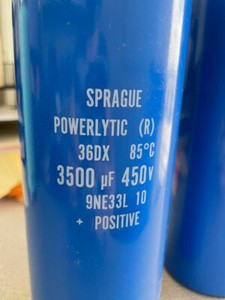 SPRAGUE
POWERLYTIC (R)
36DX 85°C
3500 µF 450V
9NE33L 10
+ POSITIVE